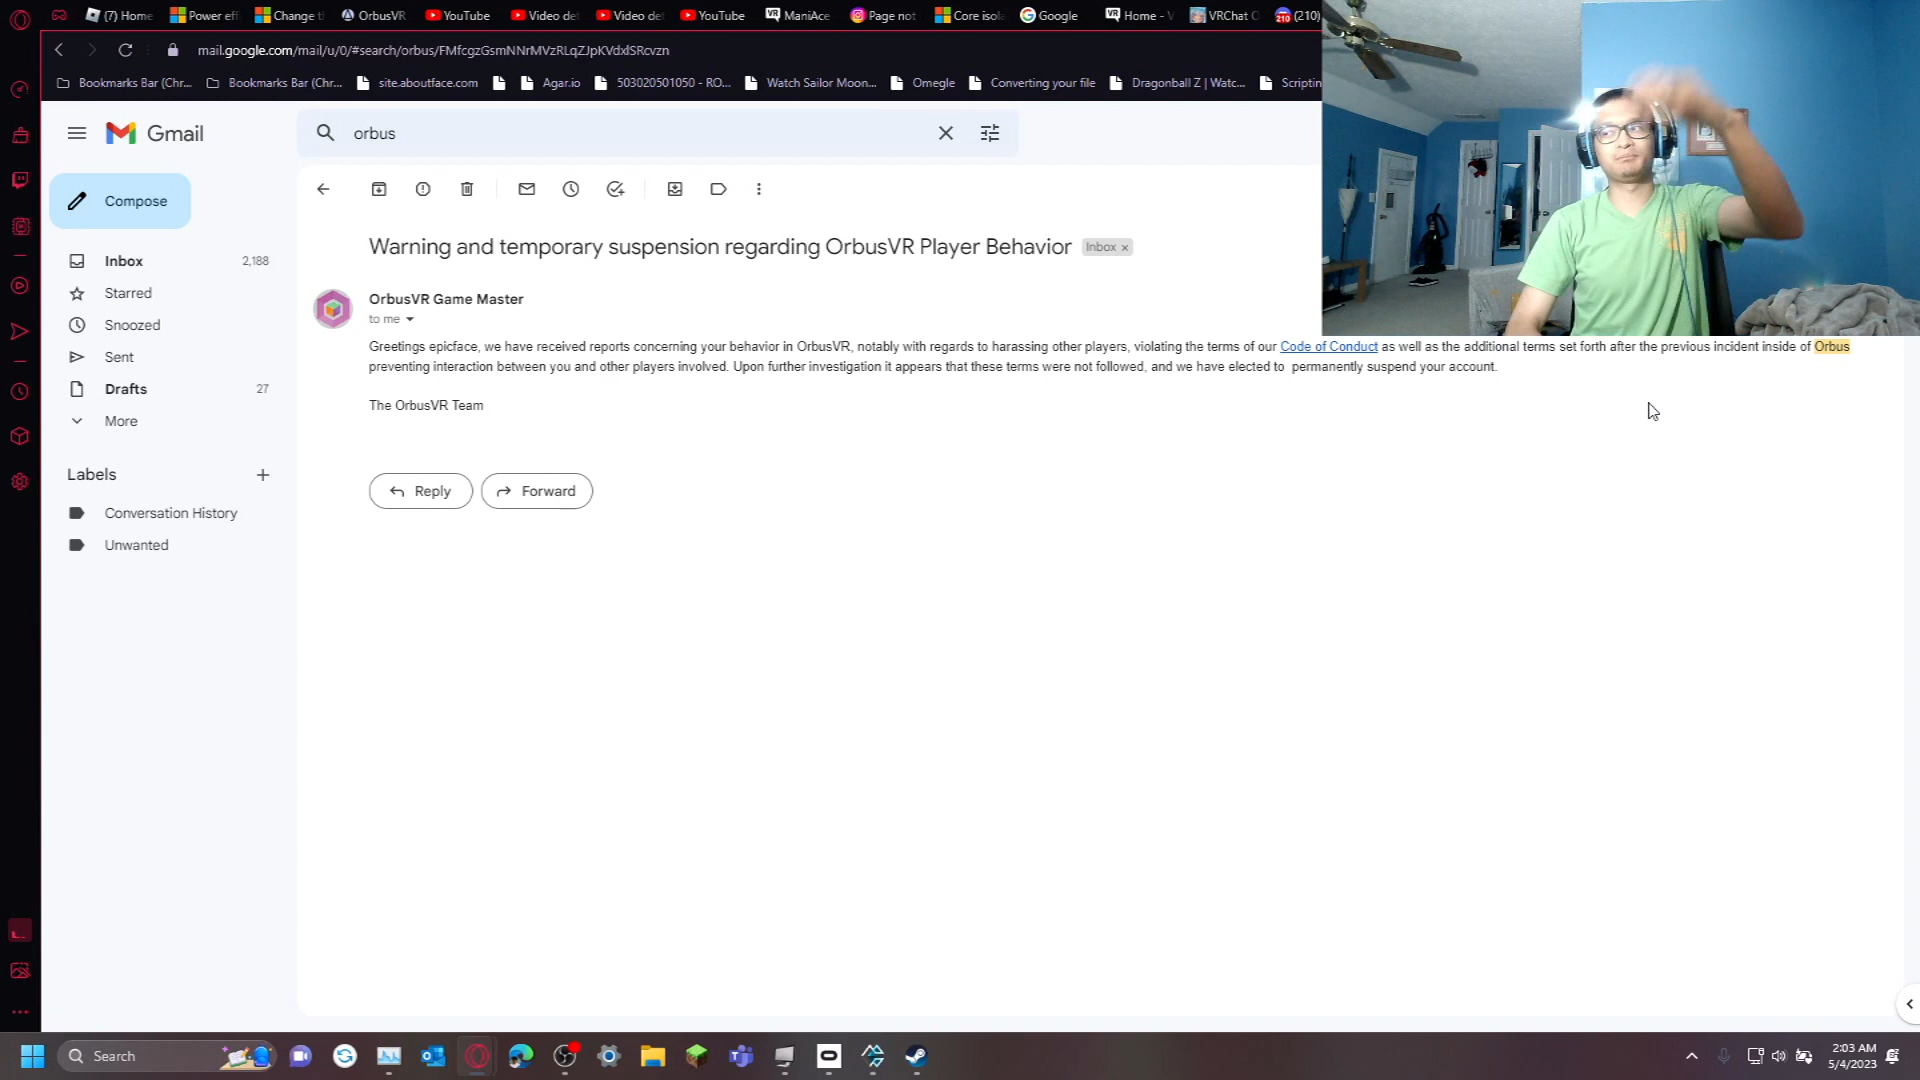 (7) Home
Power eff
Change t
OrbusVR
YouTube
Video de
Video de
YouTube
VR ManiAce
Page not
Core isola
Google
VR Home - V
VRChat
210 (210)
mail.google.com/mail/u/0/#search/orbus/FMfcgzGsmNNrMVzRLqZJpKVdxlSRcvzn
Bookmarks Bar (Chr...
Bookmarks Bar (Chr...
site.aboutface.com
Agar.io
503020501050 - RO...
Watch Sailor Moon...
Omegle
Converting your file
Dragonball Z | Watc...
Scripting
Gmail
orbus
Compose
Inbox 2,188
Starred
Snoozed
Sent
Drafts 27
More
Labels
Conversation History
Unwanted
Warning and temporary suspension regarding OrbusVR Player Behavior Inbox x
OrbusVR Game Master
to me
Greetings epicface, we have received reports concerning your behavior in OrbusVR, notably with regards to harassing other players, violating the terms of our Code of Conduct as well as the additional terms set forth after the previous incident inside of Orbus
preventing interaction between you and other players involved. Upon further investigation it appears that these terms were not followed, and we have elected to permanently suspend your account.
The OrbusVR Team
Reply
Forward
Search
2:03 AM
5/4/2023